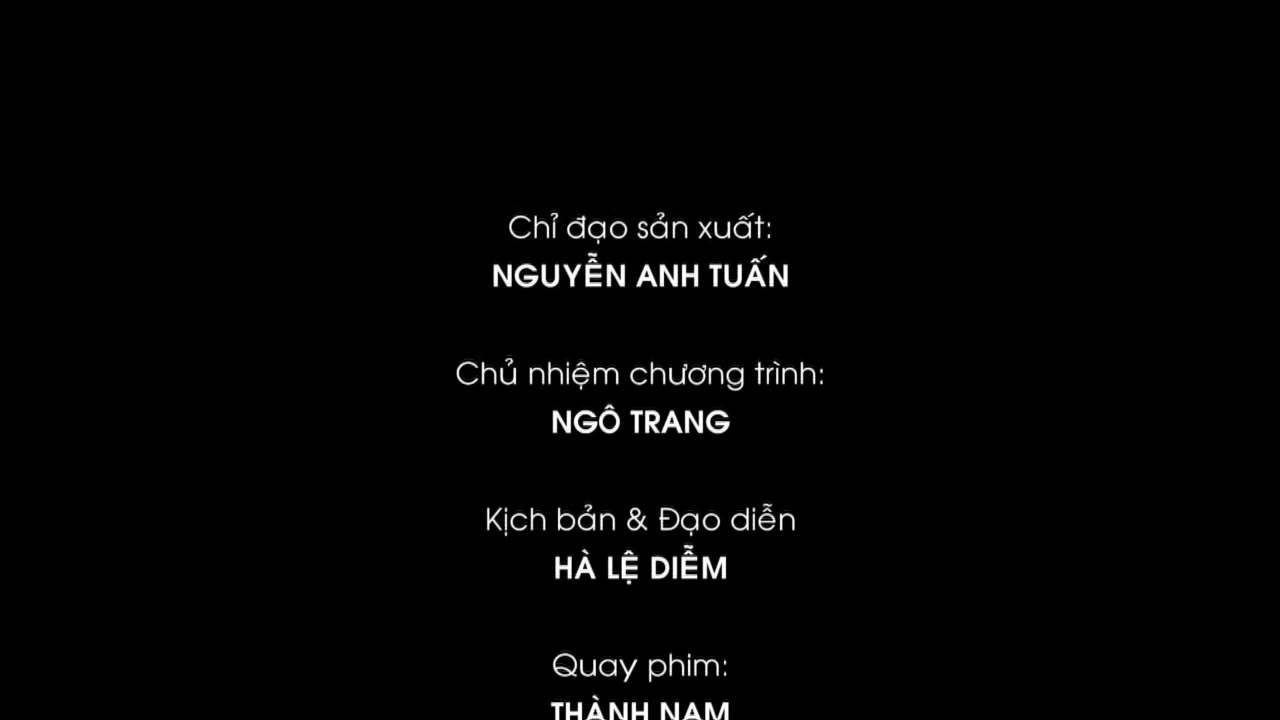 Chỉ đạo sản xuất:
NGUYỄN ANH TUẤN
Chủ nhiệm chương trình:
NGÔ TRANG
Kịch bản & Đạo diễn
HÀ LỆ DIỄM
Quay phim:
THÀNH NAM